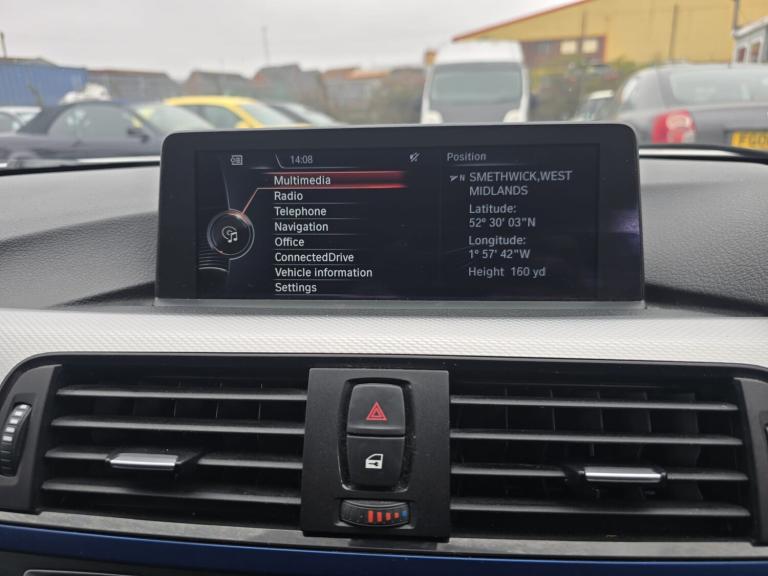 14:08
Multimedia
Radio
Telephone
Navigation
Office
ConnectedDrive
Vehicle information
Settings
Position
N SMETHWICK,WEST
MIDLANDS
Latitude:
52° 30' 03"N
Longitude:
1° 57' 42"W
Height 160 yd